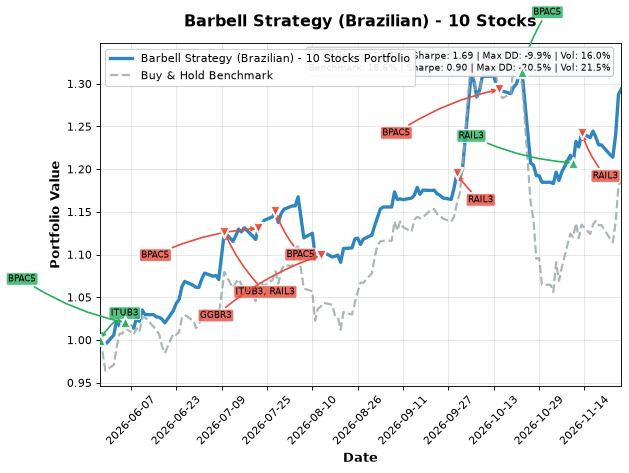 Barbell Strategy (Brazilian) - 10 Stocks
BPAC5
Barbell Strategy (Brazilian) - 10 Stocks Portfolio
Buy & Hold Benchmark
Sharpe: 1.69 | Max DD: -9.9% | Vol: 16.0%
Sharpe: 0.90 | Max DD: -20.5% | Vol: 21.5%
1.30
1.25
1.20
1.15
1.10
1.05
1.00
0.95
Portfolio Value
BPAC5
RAIL3
RAIL3
RAIL3
BPAC5
BPAC5
BPAC5
ITUB3, RAIL3
ITUB3
GGBR3
2026-06-07
2026-06-23
2026-07-09
2026-07-25
2026-08-10
2026-08-26
2026-09-11
2026-09-27
2026-10-13
2026-10-29
2026-11-14
Date